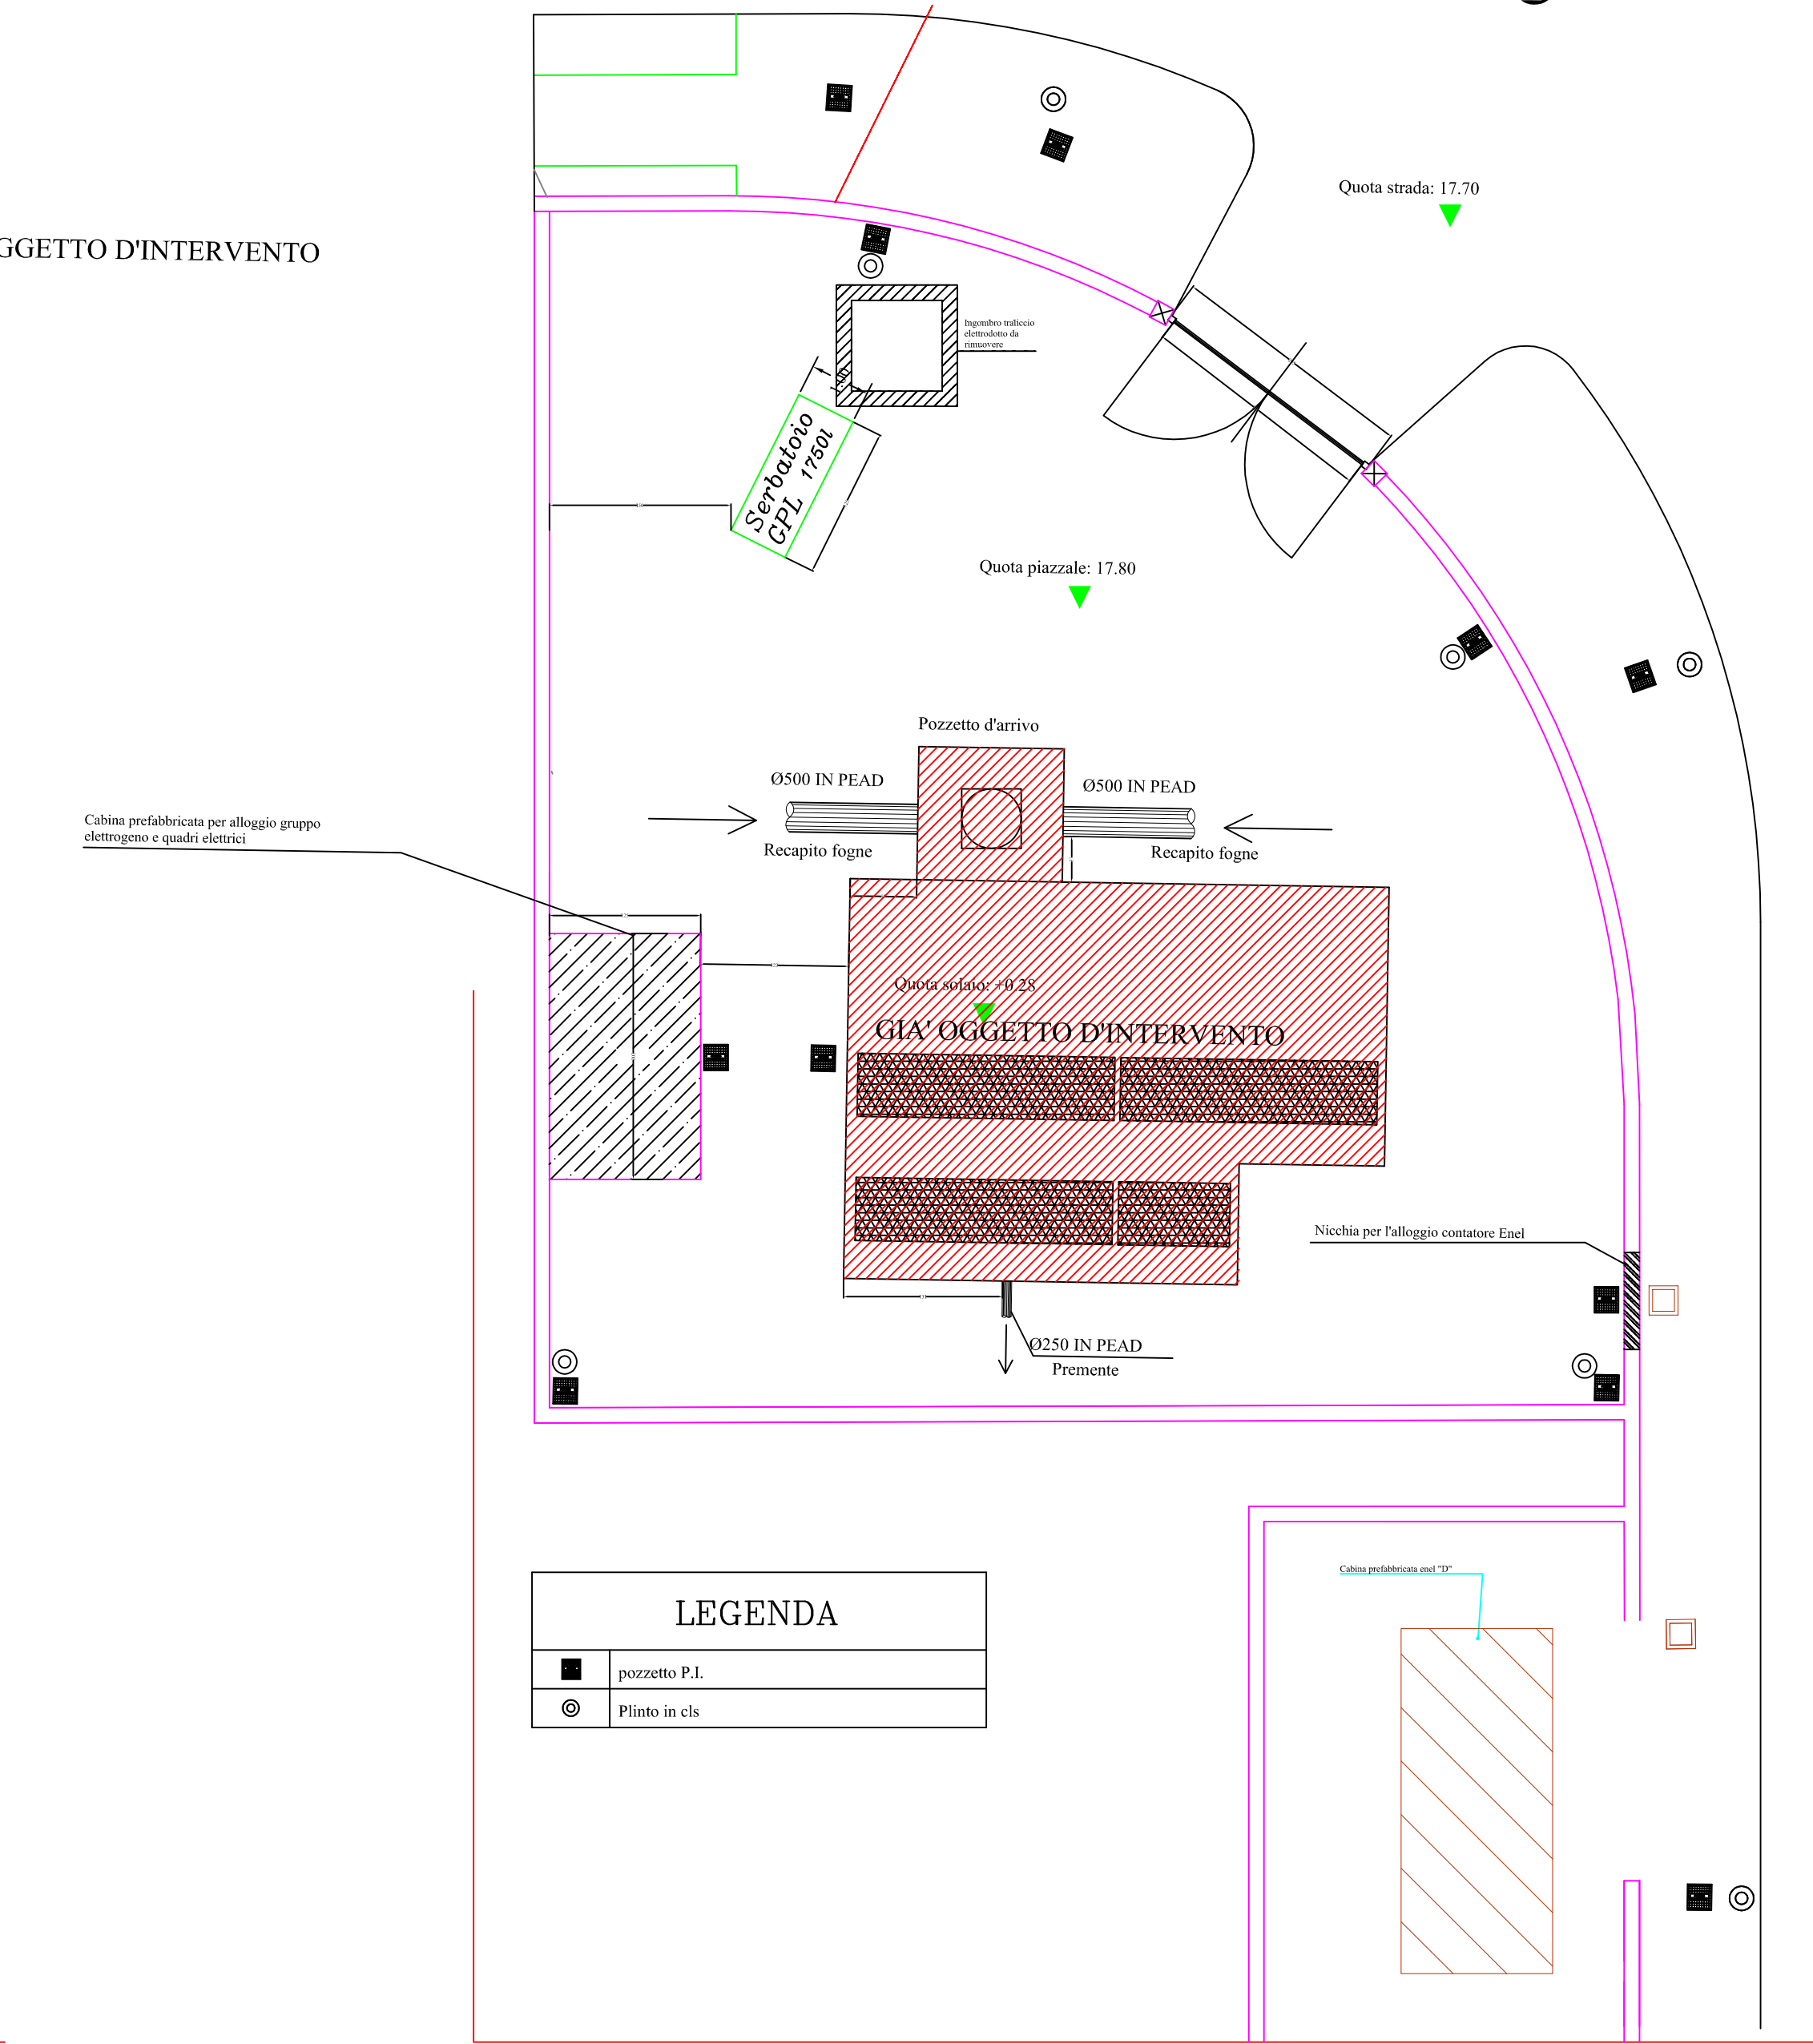 Quota strada: 17.70
GGETTO D'INTERVENTO
Ingombro traliccio
elettrodotto da
rimuovere
1.00
Serbatoio
GPL 1750l
Quota piazzale: 17.80
Pozzetto d'arrivo
Ø500 IN PEAD
Ø500 IN PEAD
Recapito fogne
Recapito fogne
Cabina prefabbricata per alloggio gruppo
elettrogeno e quadri elettrici
Quota solaio: +0.28
GIA' OGGETTO D'INTERVENTO
Nicchia per l'alloggio contatore Enel
Ø250 IN PEAD
Premente
Cabina prefabbricata enel "D"
LEGENDA
pozzetto P.I.
Plinto in cls